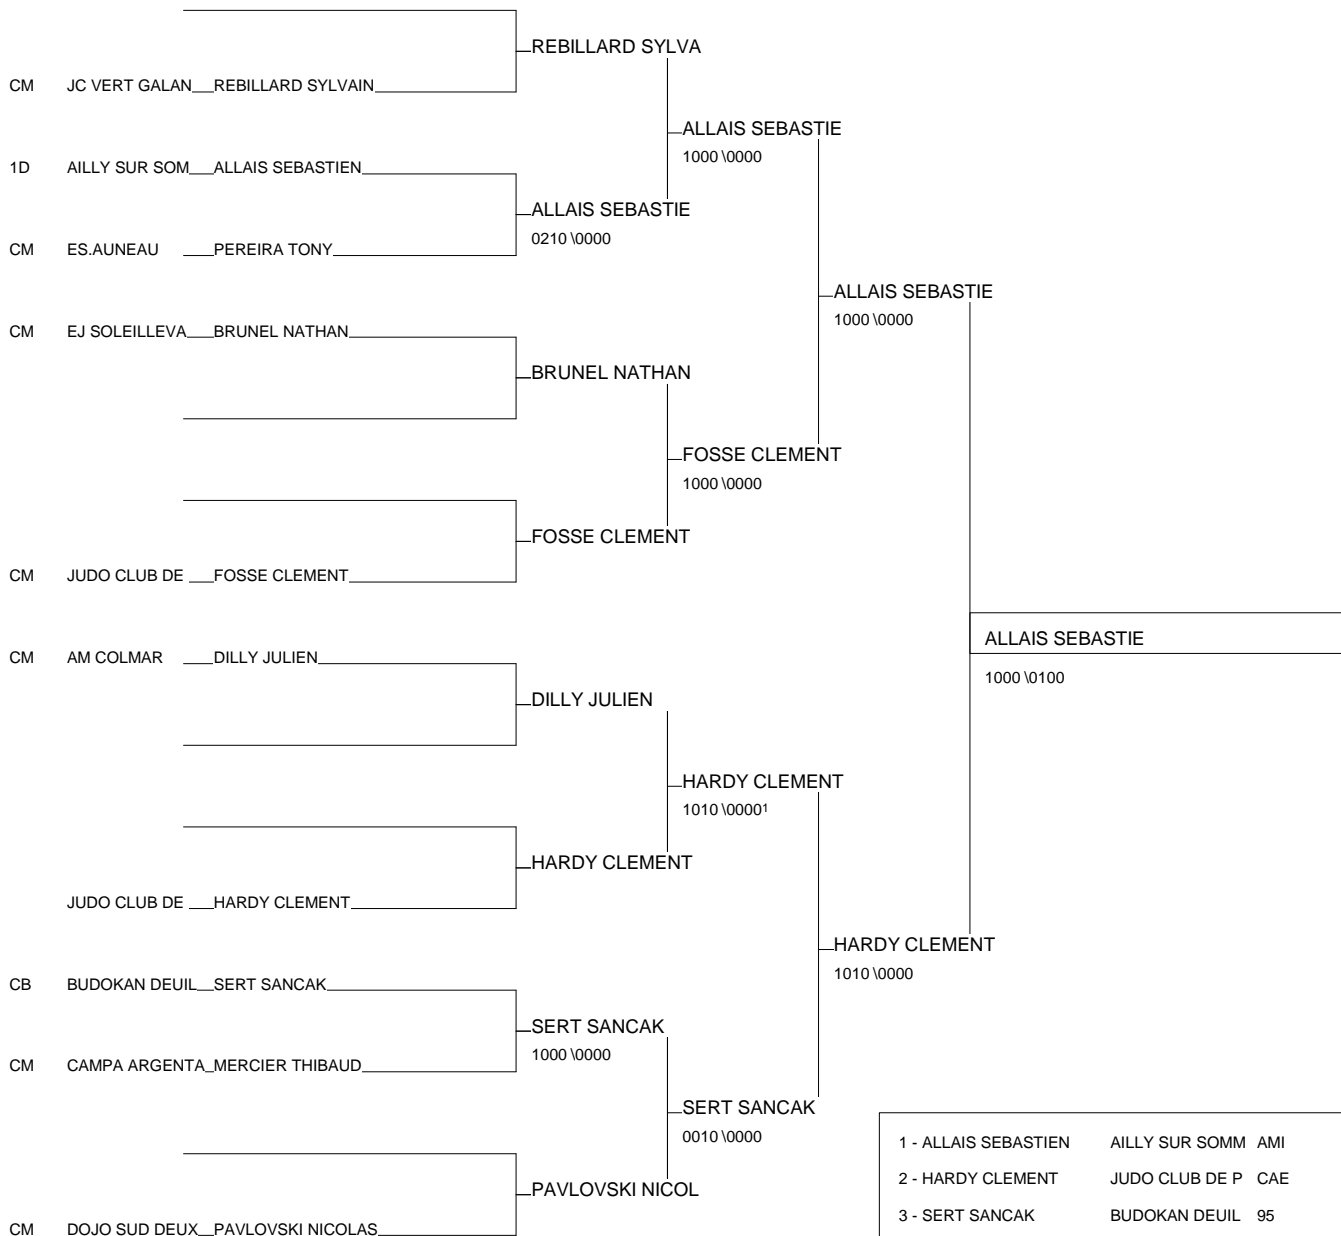 REBILLARD SYLVA
CM JC VERT GALAN REBILLARD SYLVAIN
ALLAIS SEBASTIE
1000 \0000
1D AILLY SUR SOM ALLAIS SEBASTIEN
ALLAIS SEBASTIE
0210 \0000
CM ES.AUNEAU PEREIRA TONY
ALLAIS SEBASTIE
1000 \0000
CM EJ SOLEILLEVA BRUNEL NATHAN
BRUNEL NATHAN
FOSSE CLEMENT
1000 \0000
FOSSE CLEMENT
CM JUDO CLUB DE FOSSE CLEMENT
ALLAIS SEBASTIE
1000 \0100
CM AM COLMAR DILLY JULIEN
DILLY JULIEN
HARDY CLEMENT
1010 \0000¹
HARDY CLEMENT
JUDO CLUB DE HARDY CLEMENT
HARDY CLEMENT
1010 \0000
CB BUDOKAN DEUIL SERT SANCAK
SERT SANCAK
1000 \0000
CM CAMPA ARGENTA MERCIER THIBAUD
SERT SANCAK
0010 \0000
PAVLOVSKI NICOL
CM DOJO SUD DEUX PAVLOVSKI NICOLAS
1 - ALLAIS SEBASTIEN AILLY SUR SOMM AMI
2 - HARDY CLEMENT JUDO CLUB DE P CAE
3 - SERT SANCAK BUDOKAN DEUIL 95